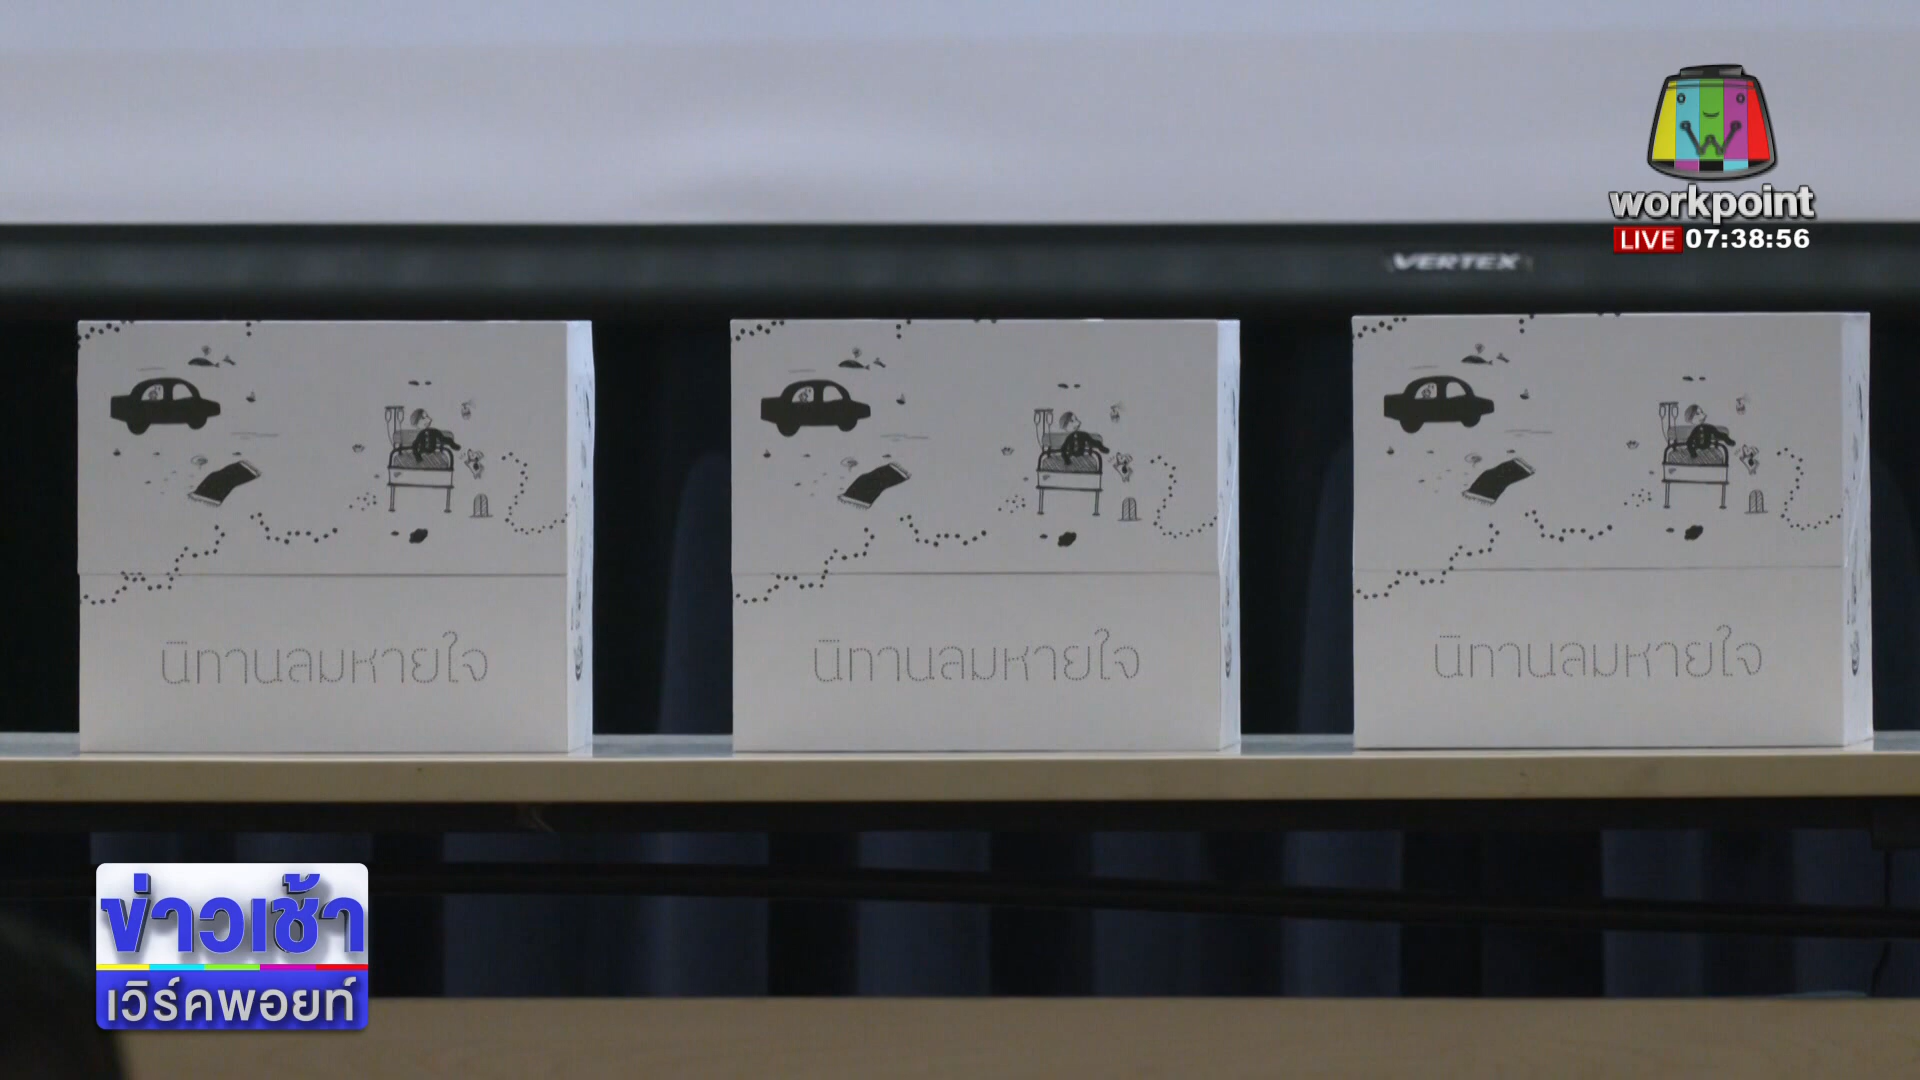 workpoint
LIVE 07:38:56
VERTEX
นิทานลมหายใจ
นิทานลมหายใจ
นิทานลมหายใจ
ข่าวเช้า
เวิร์คพอยท์